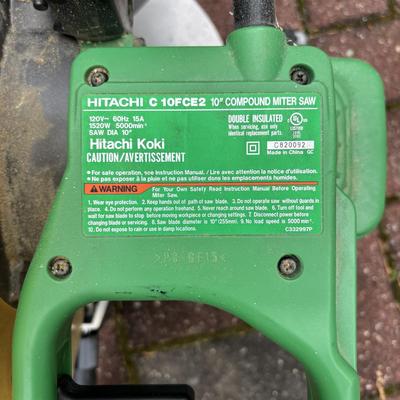 HITACHI C 10FCE2 10" COMPOUND MITER SAW
120V~ 60Hz 15A
1520W 5000min⁻¹
SAW DIA 10"
Hitachi Koki
DOUBLE INSULATED
When servicing, use only
identical replacement parts.
UL
LISTED
C820092
Made in China QC
CAUTION/AVERTISSEMENT
• For safe operation, see Instruction Manual. / Lire avec attention la notice d'utilisation.
• Ne pas exposer à la pluie et ne pas utiliser dans les emplacements humides.
WARNING
For Your Own Safety Read Instruction Manual Before Operating
Miter Saw.
1. Wear eye protection. 2. Keep hands out of path of saw blade. 3. Do not operate saw without guards in
place. 4. Do not perform any operation freehand. 5. Never reach around saw blade. 6. Turn off tool and
wait for saw blade to stop before moving workpiece or changing settings. 7. Disconnect power before
changing blade or servicing. 8. Saw blade diameter is 10" (255mm). 9. No load speed is 5000 min⁻¹.
10. Do not expose to rain or use in damp locations.
C332997P